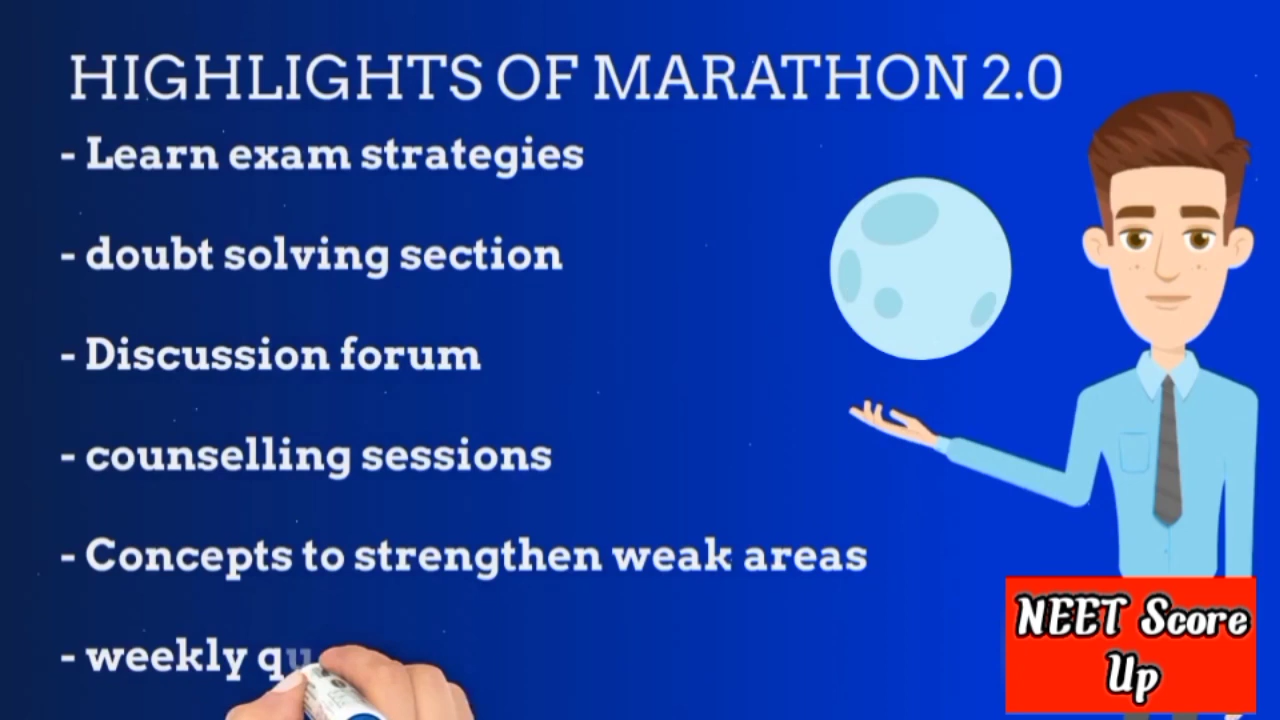 HIGHLIGHTS OF MARATHON 2.0
- Learn exam strategies
- doubt solving section
- Discussion forum
- counselling sessions
- Concepts to strengthen weak areas
- weekly
NEET Score
Up